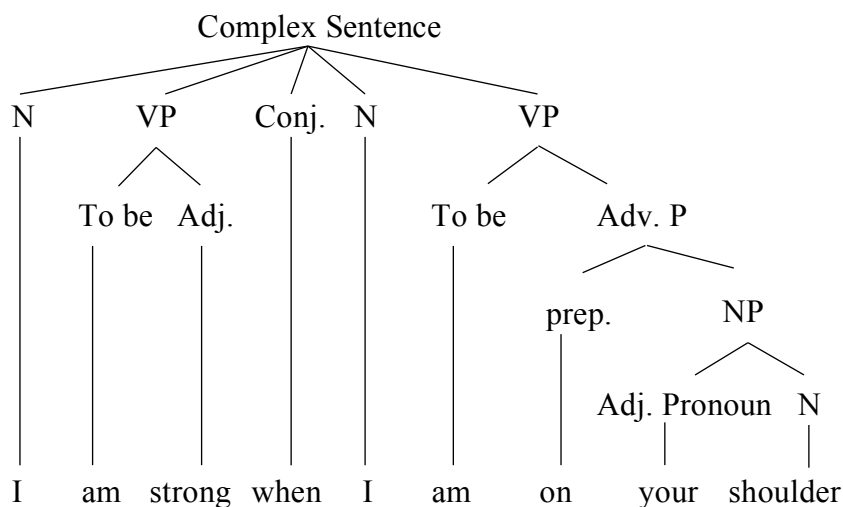 Complex Sentence
N VP Conj. N VP
To be Adj. To be Adv. P
prep. NP
Adj. Pronoun N
I am strong when I am on your shoulder